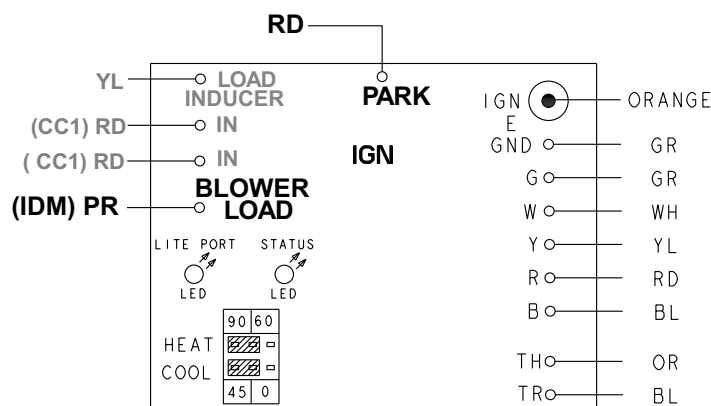 RD
YL LOAD PARK IGN ORANGE
INDUCER E
(CC1) RD IN GND GR
( CC1) RD IN IGN G GR
BLOWER
(IDM) PR LOAD W WH
LITE PORT STATUS Y YL
LED LED R RD
90 60 B BL
HEAT
COOL TH OR
45 0 TR BL